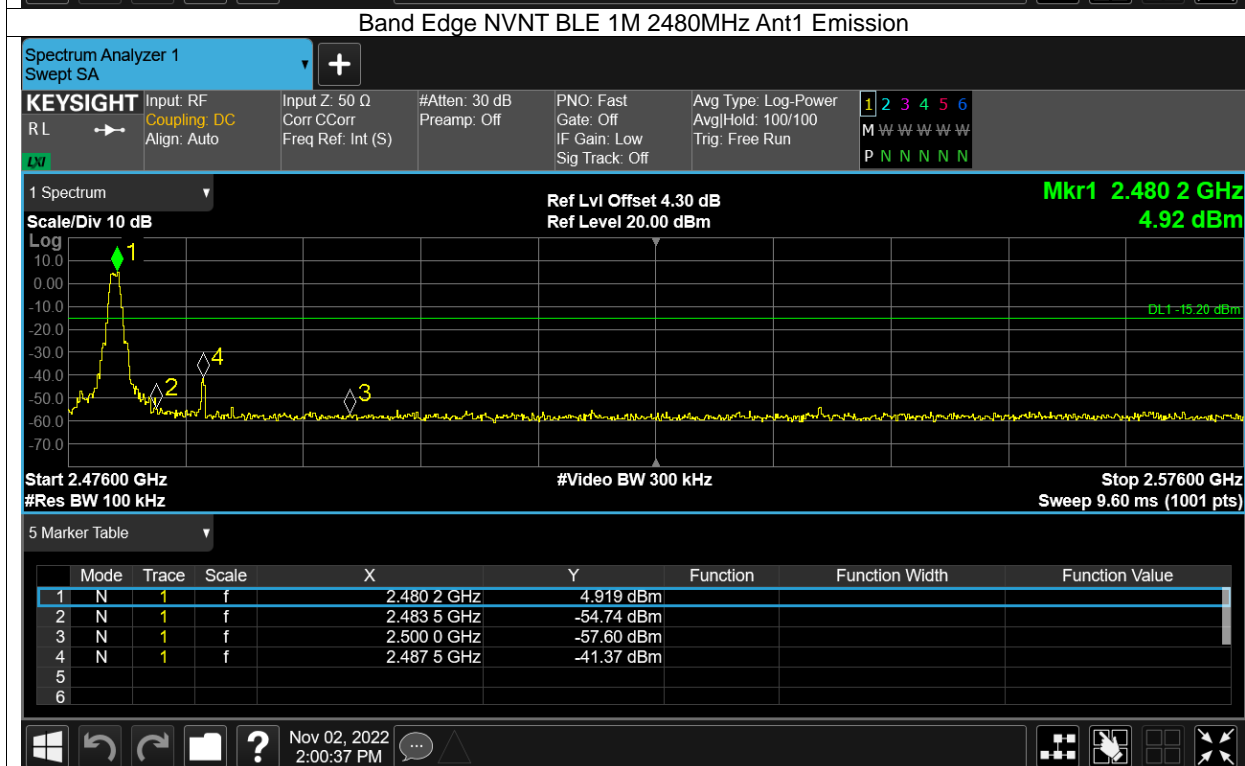 Band Edge NVNT BLE 1M 2480MHz Ant1 Emission
Spectrum Analyzer 1
Swept SA
+
KEYSIGHT Input: RF Input Z: 50 Ω #Atten: 30 dB PNO: Fast Avg Type: Log-Power 1 2 3 4 5 6
RL Coupling: DC Corr CCorr Preamp: Off Gate: Off Avg|Hold: 100/100 M W W W W W W
Align: Auto Freq Ref: Int (S) IF Gain: Low Trig: Free Run
LXI Sig Track: Off P N N N N N
1 Spectrum Ref Lvl Offset 4.30 dB Mkr1 2.480 2 GHz
Scale/Div 10 dB Ref Level 20.00 dBm 4.92 dBm
Log
1
10.0
0.00
-10.0
DL1 -15.20 dBm
-20.0
-30.0
4
-40.0
2
3
-50.0
-60.0
-70.0
Start 2.47600 GHz #Video BW 300 kHz Stop 2.57600 GHz
#Res BW 100 kHz Sweep 9.60 ms (1001 pts)
5 Marker Table
Mode Trace Scale X Y Function Function Width Function Value
1 N 1 f 2.480 2 GHz 4.919 dBm
2 N 1 f 2.483 5 GHz -54.74 dBm
3 N 1 f 2.500 0 GHz -57.60 dBm
4 N 1 f 2.487 5 GHz -41.37 dBm
5
6
? Nov 02, 2022
2:00:37 PM